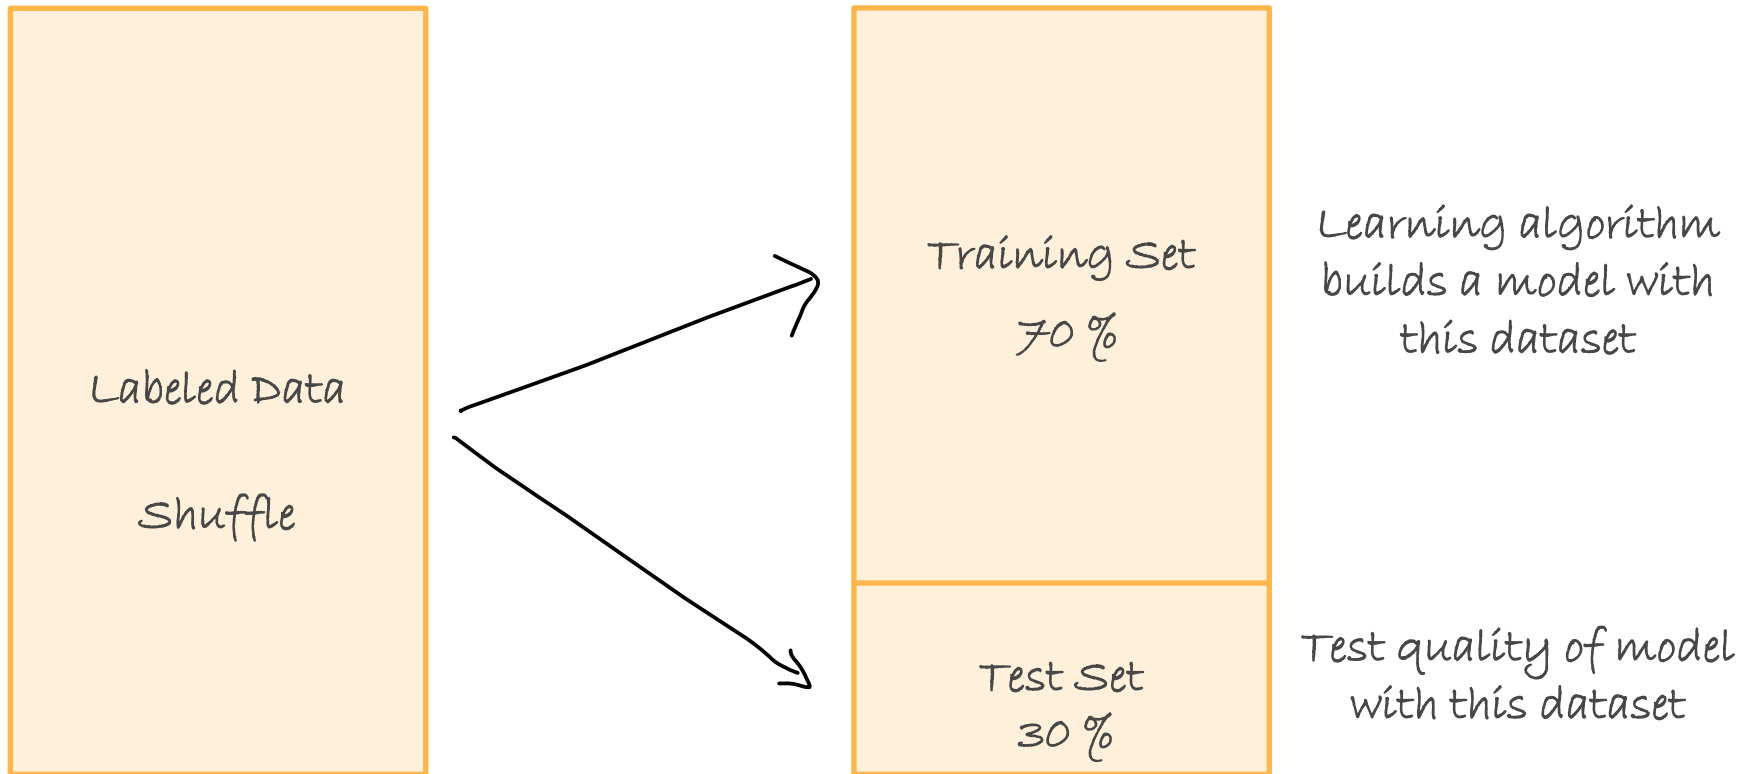 Labeled Data
Shuffle
Training Set
70 %
Learning algorithm
builds a model with
this dataset
Test Set
30 %
Test quality of model
with this dataset